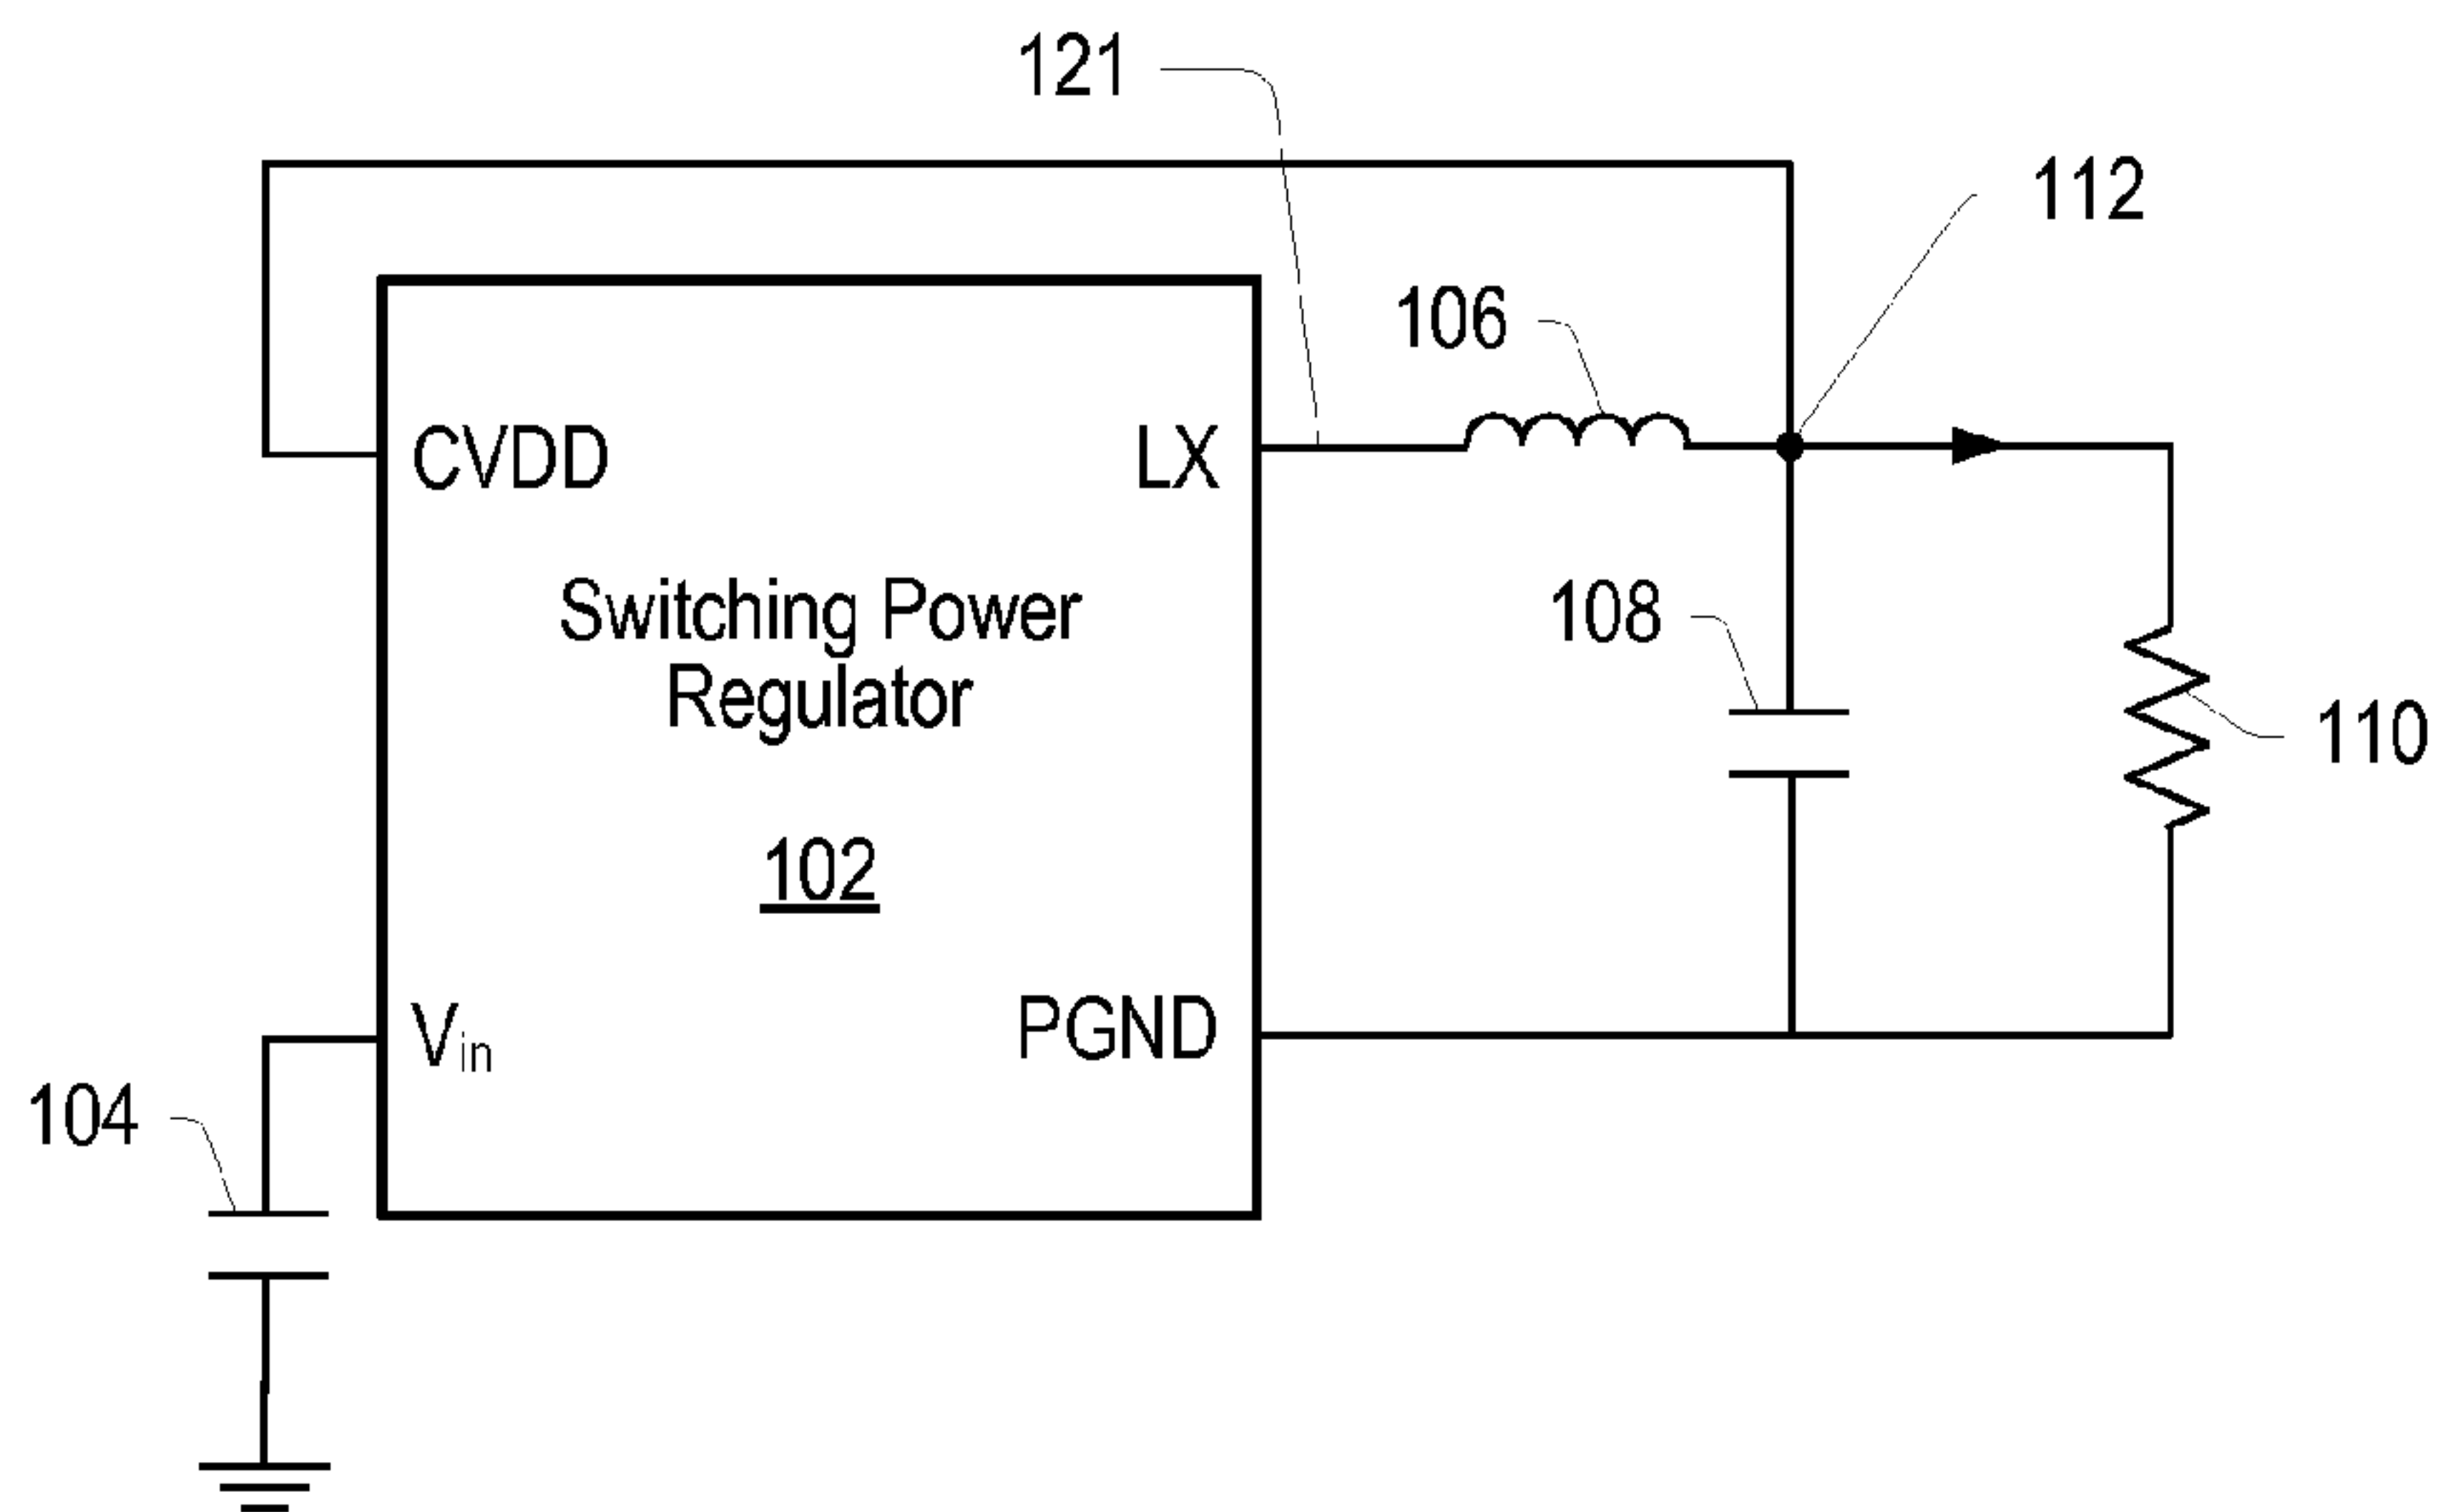 121
112
106
CVDD
LX
Switching Power
Regulator
108
110
102
Vin
PGND
104